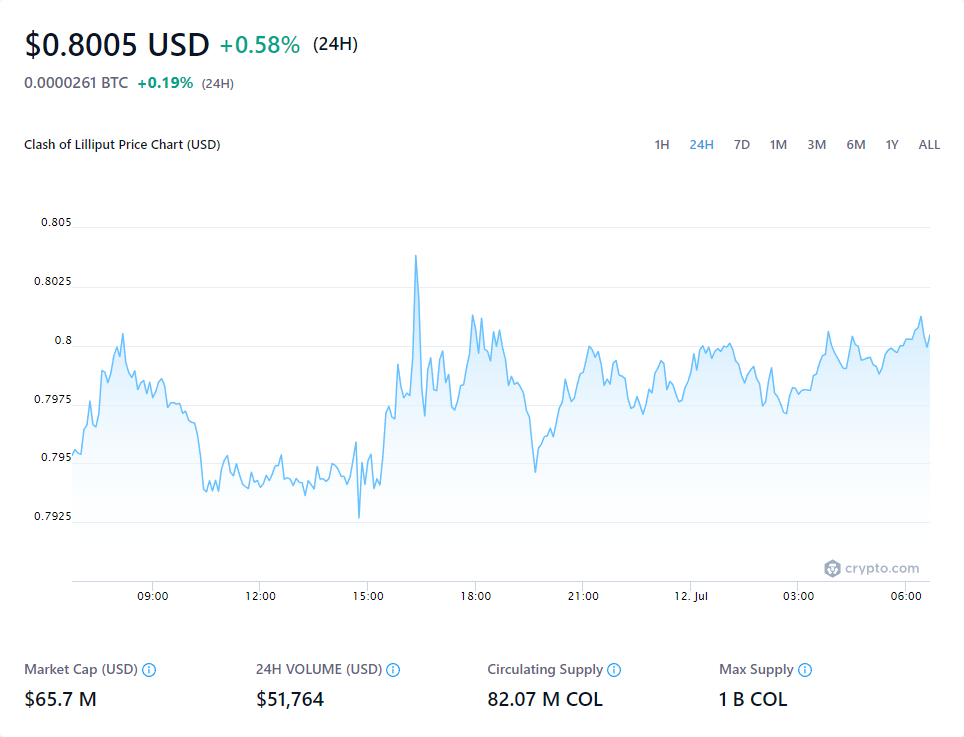 $0.8005 USD +0.58% (24H)
0.0000261 BTC +0.19% (24H)
Clash of Lilliput Price Chart (USD) 1H 24H 7D 1M 3M 6M 1Y ALL
0.805
0.8025
0.8
0.7975
0.795
0.7925
crypto.com
09:00 12:00 15:00 18:00 21:00 12. Jul 03:00 06:00
Market Cap (USD) 24H VOLUME (USD) Circulating Supply Max Supply
$65.7 M $51,764 82.07 M COL 1 B COL